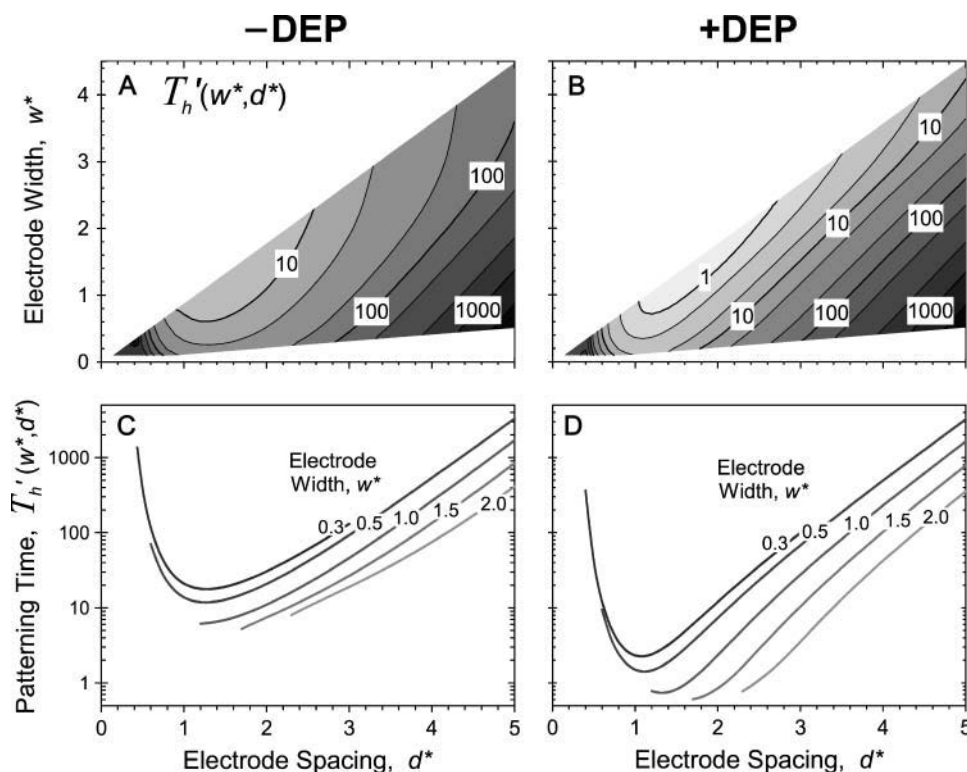 −DEP
+DEP
A
T_h'(w*,d*)
B
Electrode Width, w*
4
3
2
1
0
10
100
100
1000
1
10
10
10
100
100
1000
C
D
Patterning Time, T_h'(w*,d*)
1000
100
10
1
Electrode
Width, w*
0.3
0.5
1.0
1.5
2.0
Electrode
Width, w*
0.3
0.5
1.0
1.5
2.0
0 1 2 3 4 5
0 1 2 3 4 5
Electrode Spacing, d*
Electrode Spacing, d*